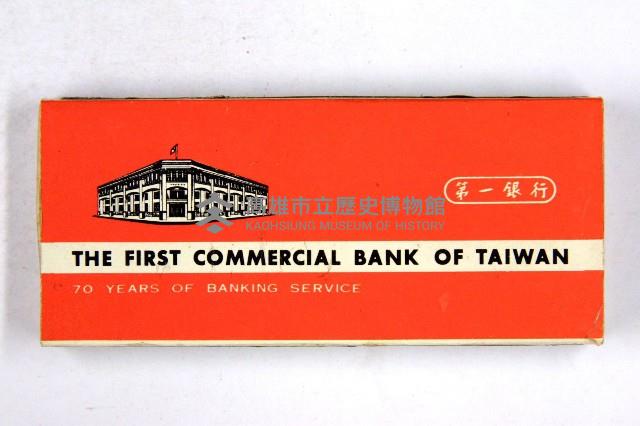 第一銀行
高雄市立歷史博物館
KAOHSIUNG MUSEUM OF HISTORY
THE FIRST COMMERCIAL BANK OF TAIWAN
70 YEARS OF BANKING SERVICE